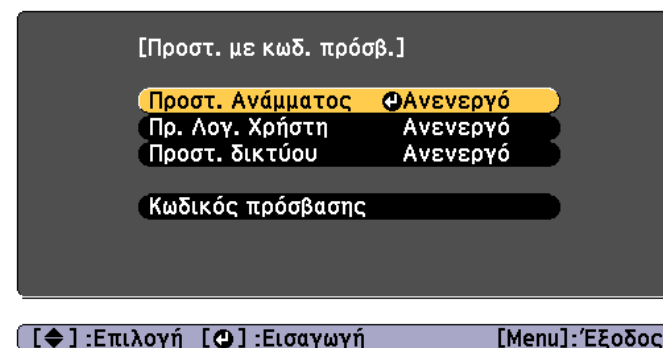 [Προστ. με κωδ. πρόσβ.]
Προστ. Ανάμματος Ανενεργό
Πρ. Λογ. Χρήστη Ανενεργό
Προστ. δικτύου Ανενεργό
Κωδικός πρόσβασης
[◆] :Επιλογή [↵] :Εισαγωγή [Menu]:Έξοδος